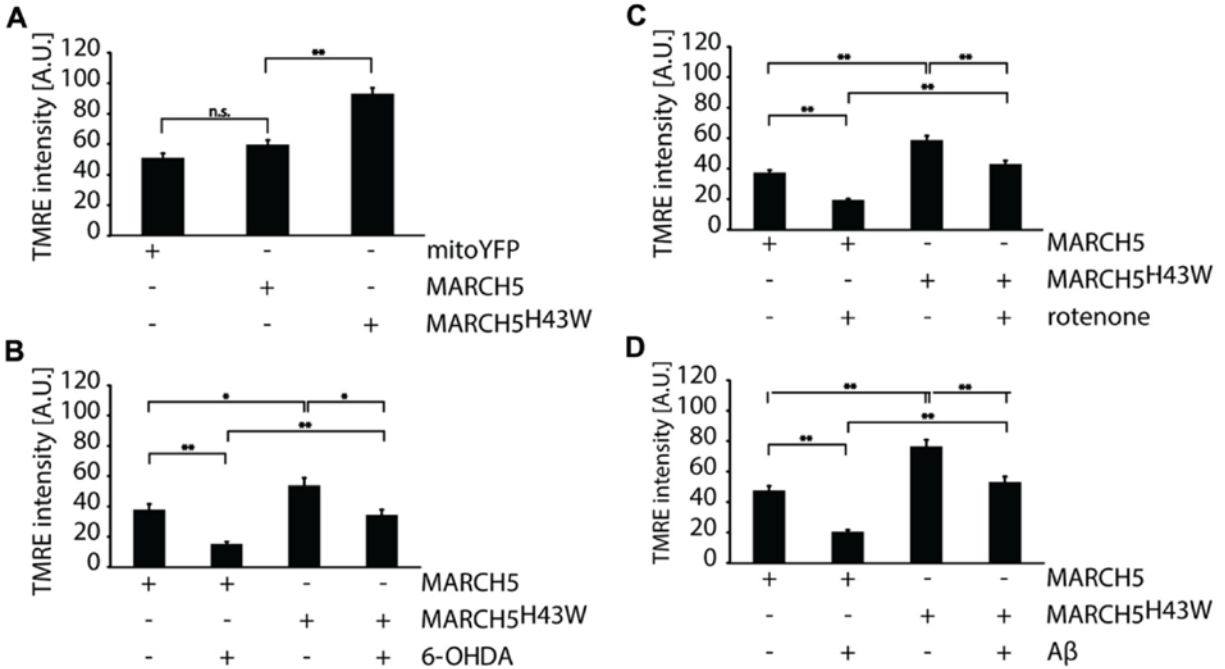 A
TMRE intensity [A.U.]
120
100
80
60
40
20
0
n.s.
**
+ - - mitoYFP
- + - MARCH5
- - + MARCH5H43W
B
TMRE intensity [A.U.]
120
100
80
60
40
20
0
* *
**
**
+ + - - MARCH5
- - + + MARCH5H43W
- + - + 6-OHDA
C
TMRE intensity [A.U.]
120
100
80
60
40
20
0
** **
**
**
+ + - - MARCH5
- - + + MARCH5H43W
- + - + rotenone
D
TMRE intensity [A.U.]
120
100
80
60
40
20
0
** **
**
**
+ + - - MARCH5
- - + + MARCH5H43W
- + - + Aβ